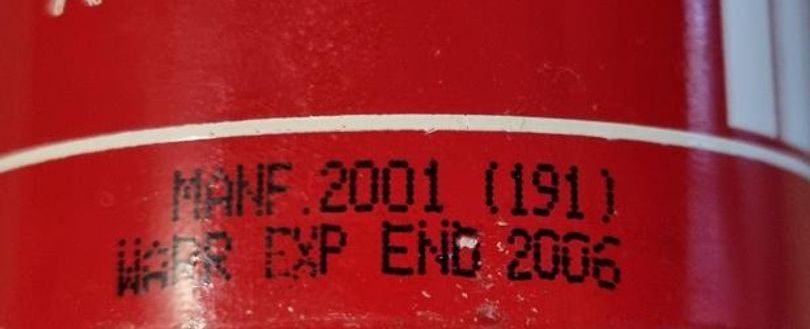 MANF.2001 (191)
WARR EXP END 2006